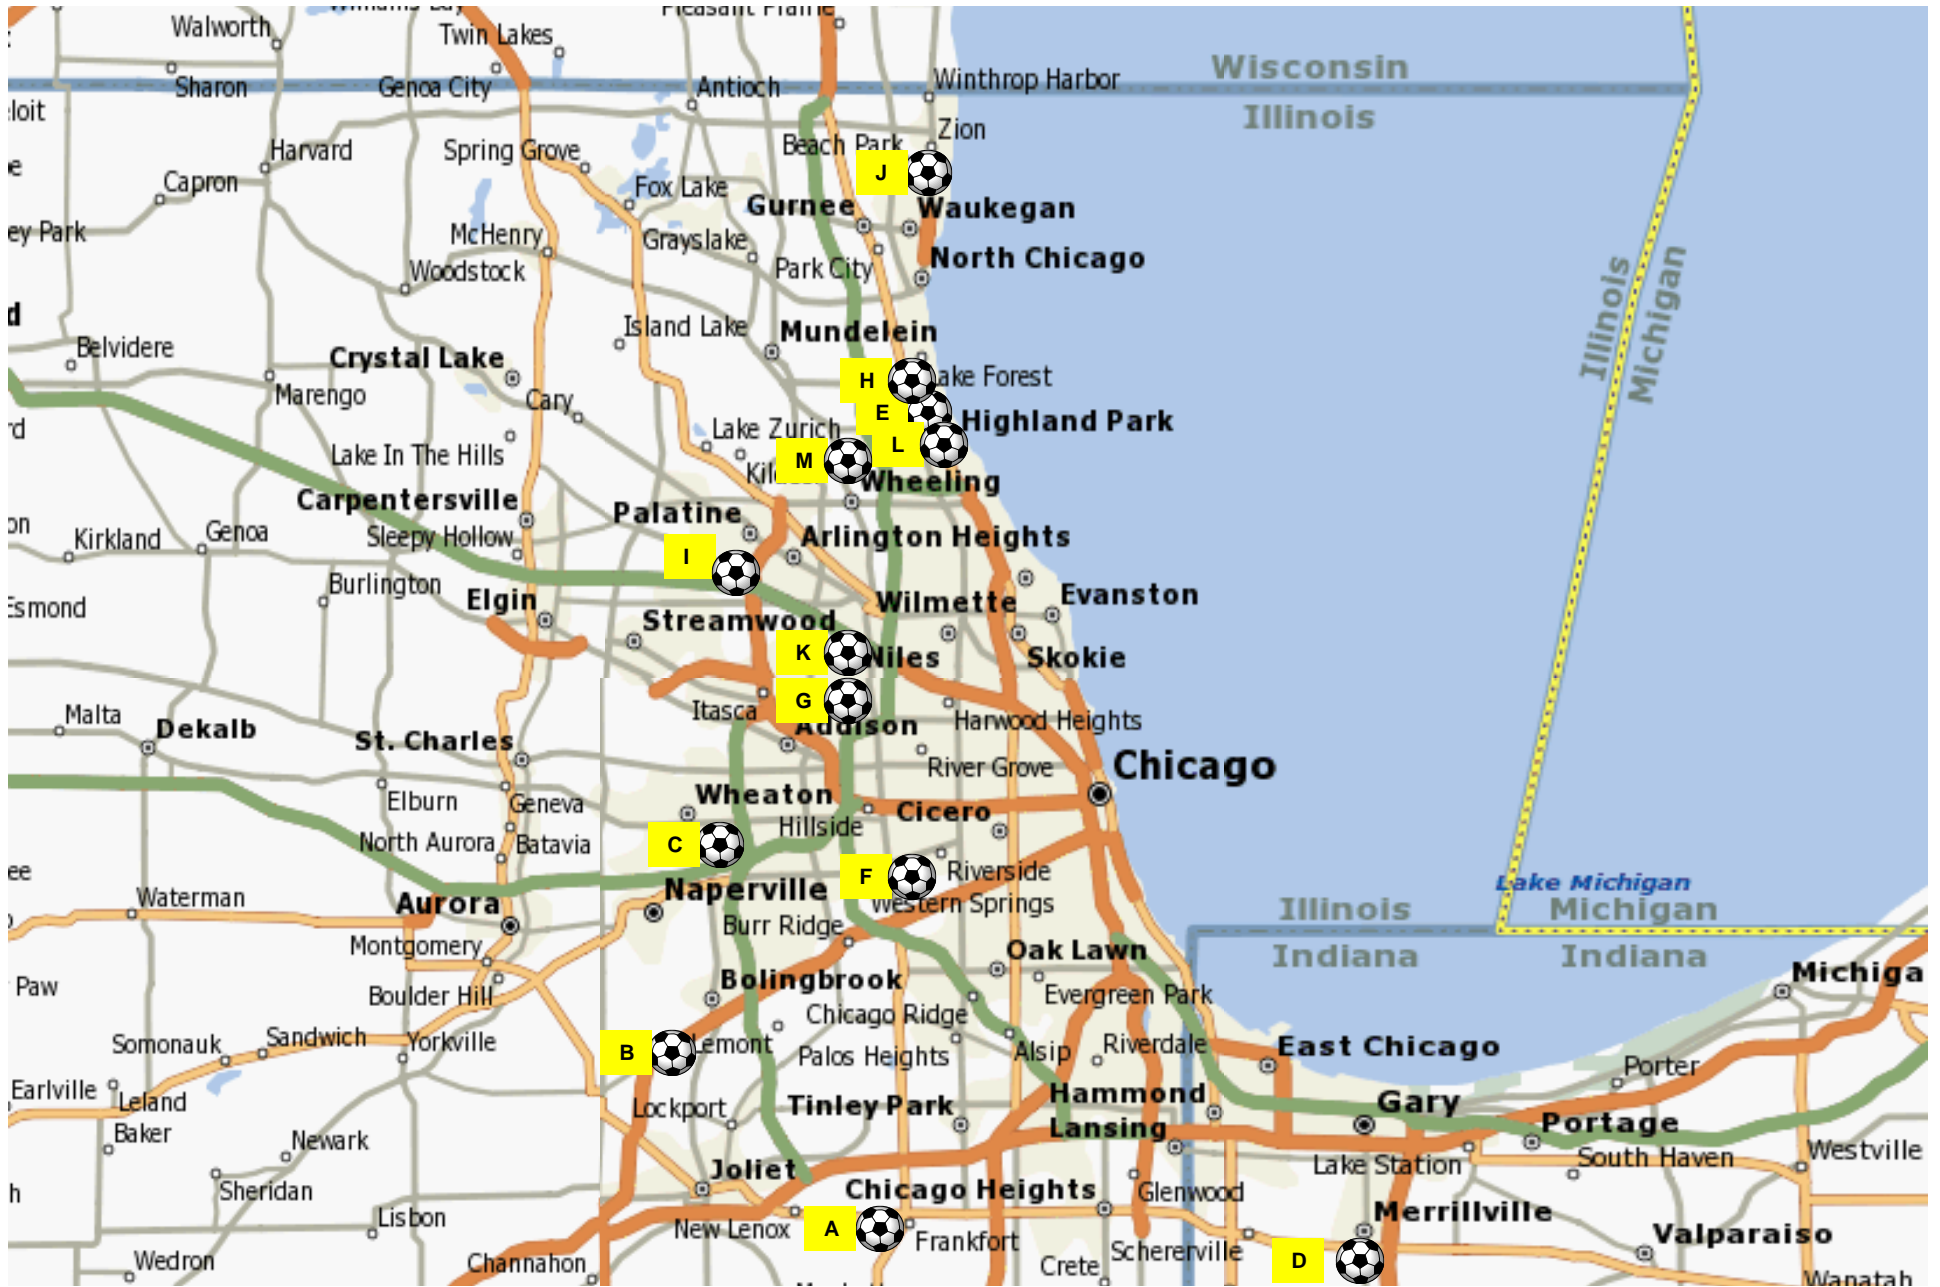 Walworth
Twin Lakes
Pleasant Prairie
Sharon
Genoa City
Antioch
Winthrop Harbor
Wisconsin
Illinois
Zion
Beach Park
Harvard
Spring Grove
Capron
Fox Lake
J
Gurnee
Waukegan
ey Park
McHenry
Grayslake
Park City
North Chicago
Woodstock
Illinois
Michigan
d
Island Lake
Mundelein
Belvidere
Crystal Lake
H
ake Forest
Marengo
Cary
E
Highland Park
rd
Lake Zurich
L
Lake In The Hills
M
Wheeling
Carpentersville
Palatine
on
Kirkland
Genoa
Sleepy Hollow
Arlington Heights
I
Burlington
Elgin
Wilmette
Evanston
Esmond
Streamwood
K
Niles
Skokie
Malta
Dekalb
Itasca
G
Addison
Harwood Heights
St. Charles
River Grove
Chicago
Elburn
Geneva
Wheaton
Cicero
Hillside
North Aurora
Batavia
C
F
Riverside
ee
Waterman
Aurora
Naperville
Western Springs
Lake Michigan
Illinois
Michigan
Burr Ridge
Montgomery
Oak Lawn
Indiana
Indiana
Paw
Boulder Hill
Bolingbrook
Evergreen Park
Michiga
Chicago Ridge
Somonauk
Sandwich
Yorkville
B
Lemont
Palos Heights
Alsip
Riverdale
East Chicago
Porter
Earlville
Leland
Lockport
Tinley Park
Hammond
Gary
Baker
Newark
Lansing
Portage
Westville
Joliet
Lake Station
South Haven
h
Sheridan
Chicago Heights
Glenwood
Lisbon
New Lenox
A
Frankfort
Merrillville
Valparaiso
Wedron
Channahon
Crete
Schererville
D
Wanatah